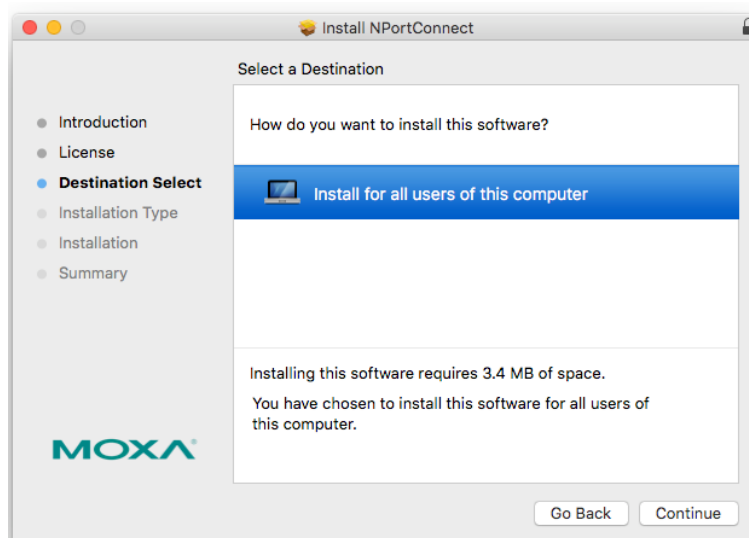 Install NPortConnect
Select a Destination
Introduction
License
Destination Select
Installation Type
Installation
Summary
How do you want to install this software?
Install for all users of this computer
Installing this software requires 3.4 MB of space.
You have chosen to install this software for all users of
this computer.
MOXA
Go Back
Continue